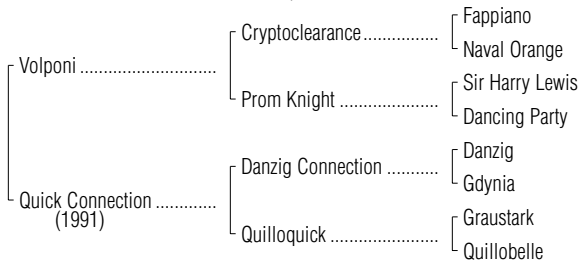 Fappiano
Cryptoclearance................
Naval Orange
Volponi .............................
Sir Harry Lewis
Prom Knight .....................
Dancing Party
Danzig
Danzig Connection ...........
Gdynia
Quick Connection .............
(1991)
Graustark
Quilloquick .......................
Quillobelle